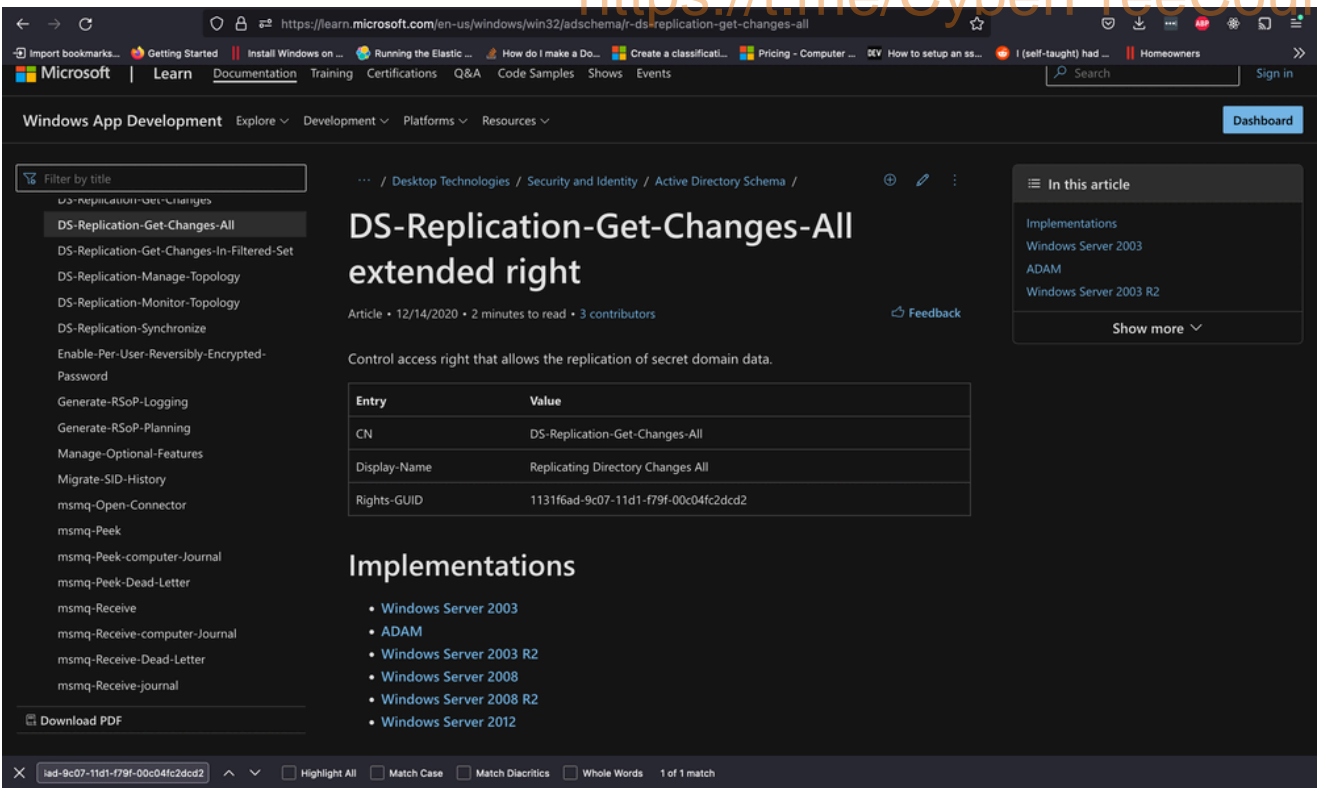 https://t.me/CyberFreeCour
https://learn.microsoft.com/en-us/windows/win32/adschema/r-ds-replication-get-changes-all
Import bookmarks... Getting Started Install Windows on ... Running the Elastic ... How do I make a Do... Create a classificati... Pricing - Computer ... DEV How to setup an ss... I (self-taught) had ... Homeowners
Microsoft Learn Documentation Training Certifications Q&A Code Samples Shows Events Search Sign in
Windows App Development Explore Development Platforms Resources Dashboard
Filter by title
DS-Replication-Get-Changes
DS-Replication-Get-Changes-All
DS-Replication-Get-Changes-In-Filtered-Set
DS-Replication-Manage-Topology
DS-Replication-Monitor-Topology
DS-Replication-Synchronize
Enable-Per-User-Reversibly-Encrypted-
Password
Generate-RSoP-Logging
Generate-RSoP-Planning
Manage-Optional-Features
Migrate-SID-History
msmq-Open-Connector
msmq-Peek
msmq-Peek-computer-Journal
msmq-Peek-Dead-Letter
msmq-Receive
msmq-Receive-computer-Journal
msmq-Receive-Dead-Letter
msmq-Receive-journal
Download PDF
··· / Desktop Technologies / Security and Identity / Active Directory Schema /
DS-Replication-Get-Changes-All
extended right
Article • 12/14/2020 • 2 minutes to read • 3 contributors
Feedback
Control access right that allows the replication of secret domain data.
Entry Value
CN DS-Replication-Get-Changes-All
Display-Name Replicating Directory Changes All
Rights-GUID 1131f6ad-9c07-11d1-f79f-00c04fc2dcd2
Implementations
• Windows Server 2003
• ADAM
• Windows Server 2003 R2
• Windows Server 2008
• Windows Server 2008 R2
• Windows Server 2012
In this article
Implementations
Windows Server 2003
ADAM
Windows Server 2003 R2
Show more
iad-9c07-11d1-f79f-00c04fc2dcd2 Highlight All Match Case Match Diacritics Whole Words 1 of 1 match